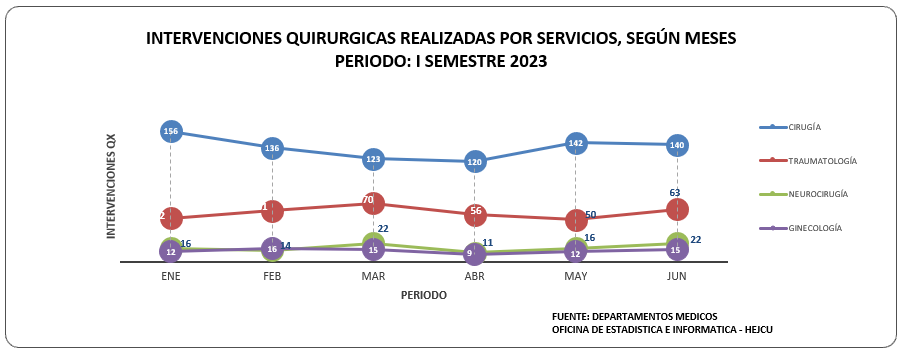 INTERVENCIONES QUIRURGICAS REALIZADAS POR SERVICIOS, SEGÚN MESES
PERIODO: I SEMESTRE 2023
INTERVENCIONES QX
156
136
123
120
142
140
70
56
50
63
16
14
22
11
16
22
12
16
15
9
12
15
ENE FEB MAR ABR MAY JUN
PERIODO
CIRUGÍA
TRAUMATOLOGÍA
NEUROCIRUGÍA
GINECOLOGÍA
FUENTE: DEPARTAMENTOS MEDICOS
OFICINA DE ESTADISTICA E INFORMATICA - HEJCU